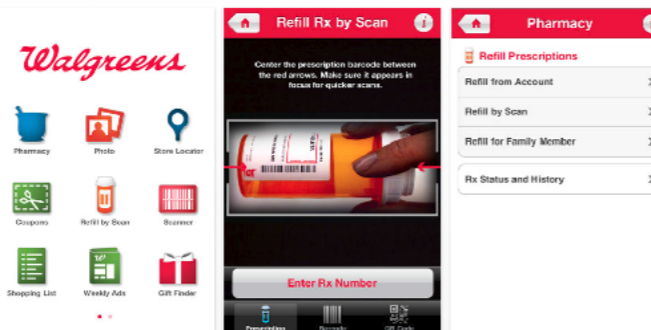 Walgreens
Pharmacy
Photo
Store Locator
Coupons
Refill by Scan
Scanner
Shopping List
Weekly Ads
Gift Finder
Refill Rx by Scan
Center the prescription barcode between
the red arrows. Make sure it appears in
focus for quicker scans.
Enter Rx Number
Prescription
Barcode
QR Code
Pharmacy
Refill Prescriptions
Refill from Account
Refill by Scan
Refill for Family Member
Rx Status and History